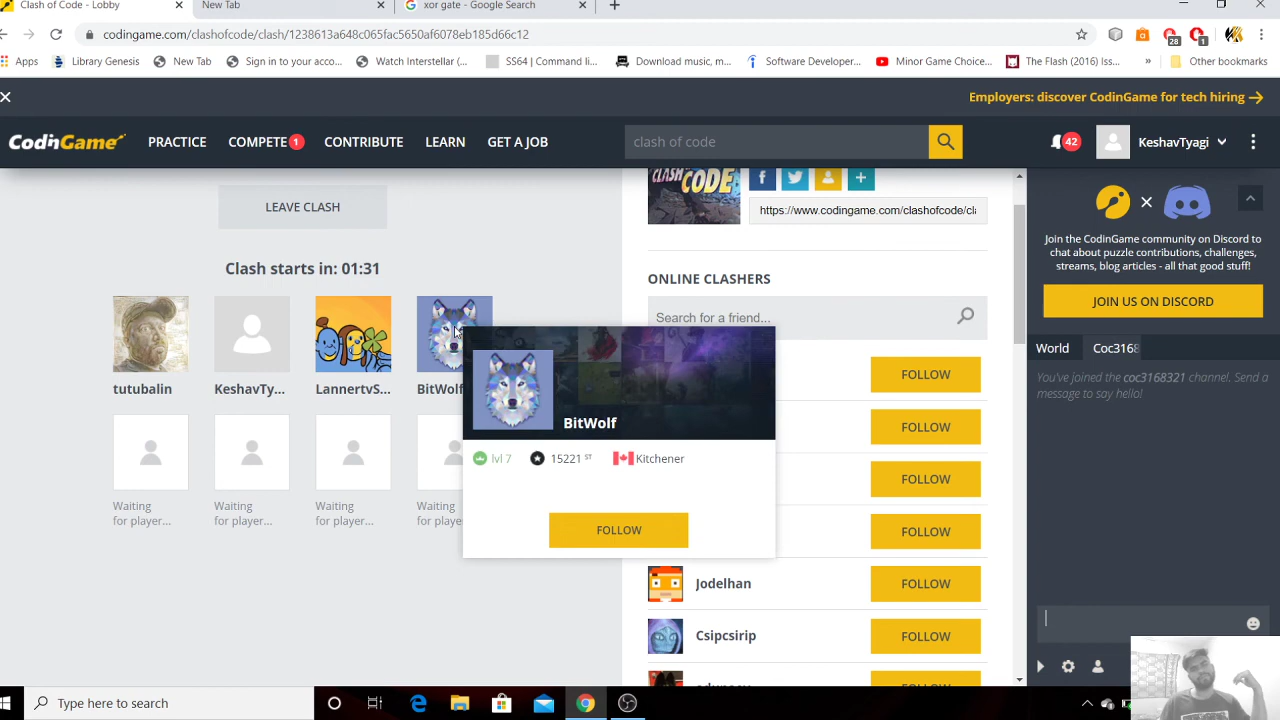 Clash of Code - Lobby
New Tab
xor gate - Google Search
codingame.com/clashofcode/clash/1238613a648c065fac5650af6078eb185d06c12
Apps
Library Genesis
New Tab
Sign in to your acco...
Watch Interstellar (...
SS64 | Command li...
Download music, m...
Software Developer...
Minor Game Choice...
The Flash (2016) Iss...
»
Other bookmarks
28
1
Employers: discover CodinGame for tech hiring →
CodinGame
PRACTICE
COMPETE 1
CONTRIBUTE
LEARN
GET A JOB
clash of code
42
KeshavTyagi
LEAVE CLASH
Clash starts in: 01:31
tutubalin
KeshavTy...
LannertvS...
BitWolf
Waiting
for player...
Waiting
for player...
Waiting
for player...
Waiting
for playe
BitWolf
lvl 7
15221 ST
Kitchener
FOLLOW
CLASH
CODE
https://www.codingame.com/clashofcode/cl
ONLINE CLASHERS
Search for a friend...
FOLLOW
FOLLOW
FOLLOW
FOLLOW
Jodelhan
FOLLOW
Csipcsirip
FOLLOW
Join the CodinGame community on Discord to
chat about puzzle contributions, challenges,
streams, blog articles - all that good stuff!
JOIN US ON DISCORD
World
Coc3168
You've joined the coc3168321 channel. Send a
message to say hello!
Type here to search